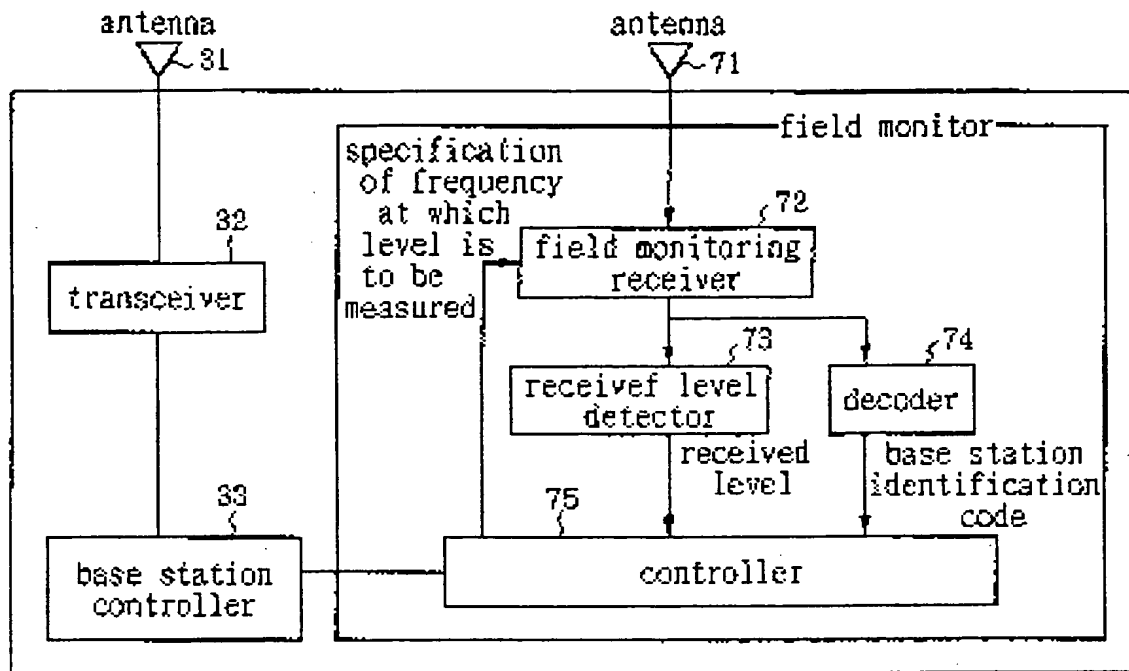 antenna
31
antenna
71
field monitor
specification
of frequency
at which
level is
to be
measured
72
field monitoring
receiver
32
transceiver
73
receivef level
detector
74
decoder
received
level
base station
identification
code
33
base station
controller
75
controller